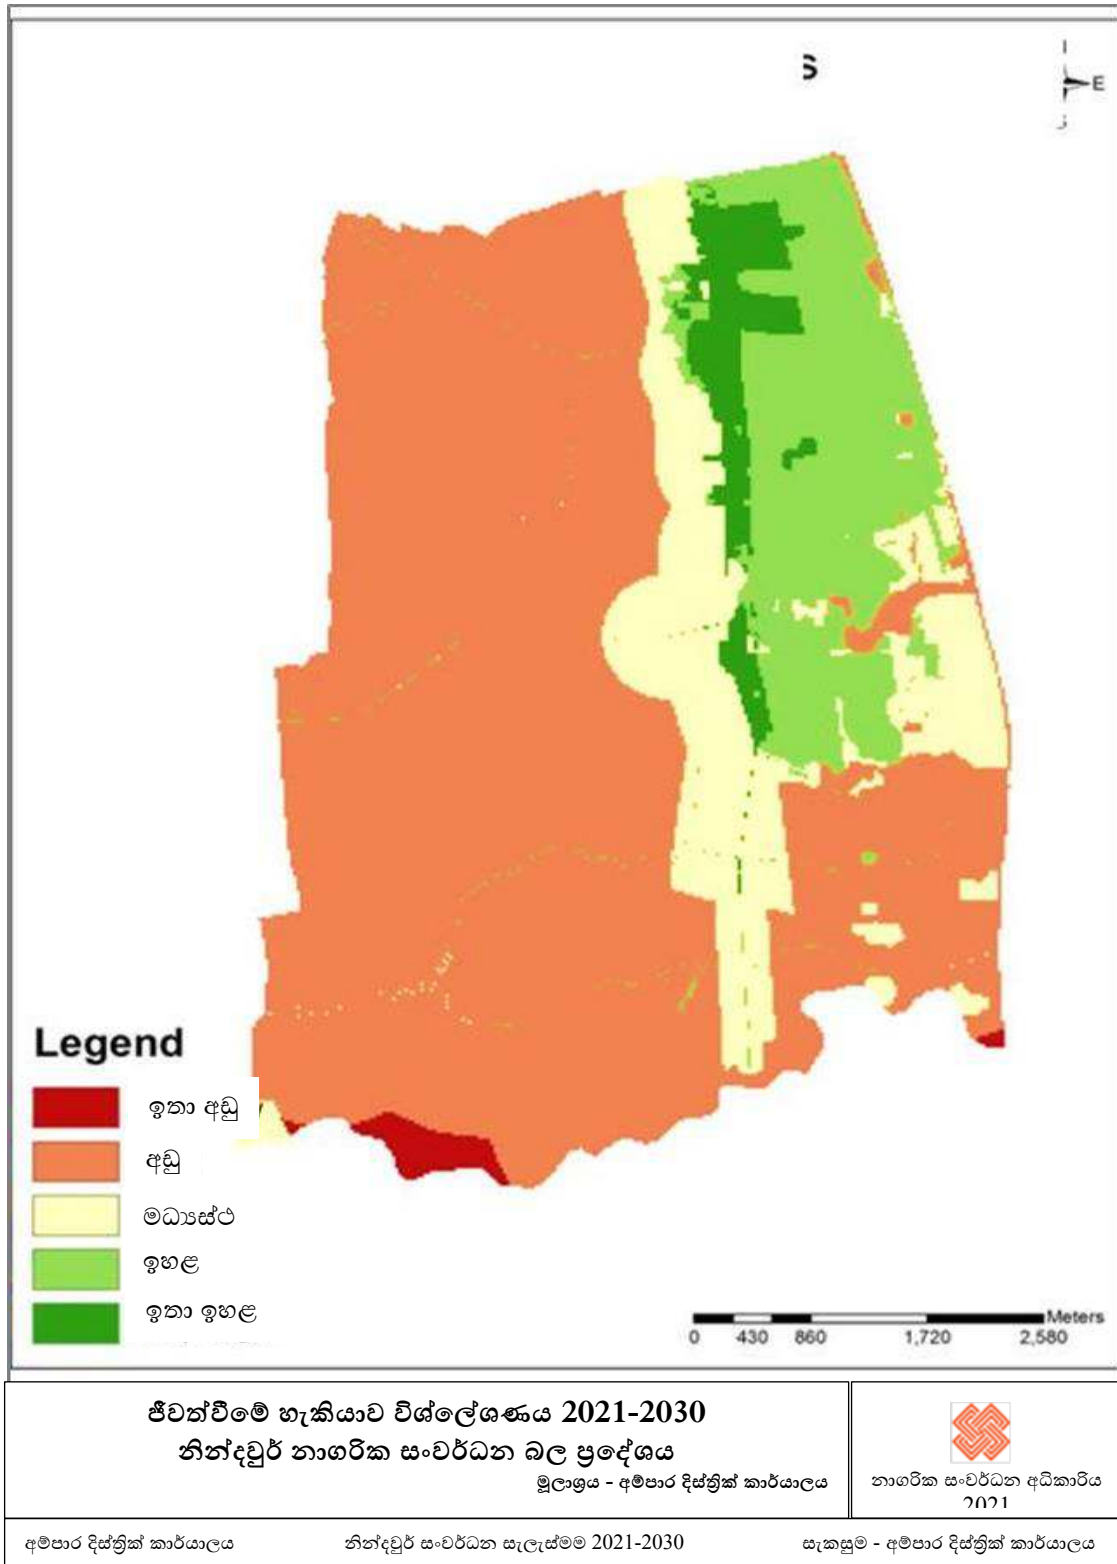 S
E
Legend
ඉතා අඩු
අඩු
මධ්‍යස්ථ
ඉහළ
ඉතා ඉහළ
Meters
0 430 860 1,720 2,580
ජීවත්වීමේ හැකියාව විශ්ලේශණය 2021-2030
නින්දවුර් නාගරික සංවර්ධන බල ප්‍රදේශය
මූලාශ්‍රය - අම්පාර දිස්ත්‍රික් කාර්යාලය
නාගරික සංවර්ධන අධිකාරිය
2021
අම්පාර දිස්ත්‍රික් කාර්යාලය නින්දවුර් සංවර්ධන සැලැස්මම 2021-2030 සැකසුම - අම්පාර දිස්ත්‍රික් කාර්යාලය